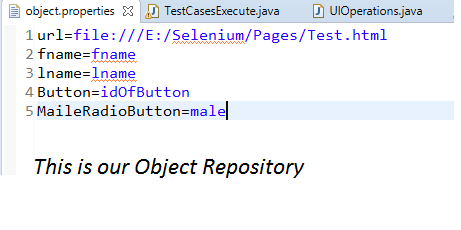 object.properties TestCasesExecute.java UIOperations.java
1 url=file:///E:/Selenium/Pages/Test.html
2 fname=fname
3 lname=lname
4 Button=idOfButton
5 MaileRadioButton=male
This is our Object Repository